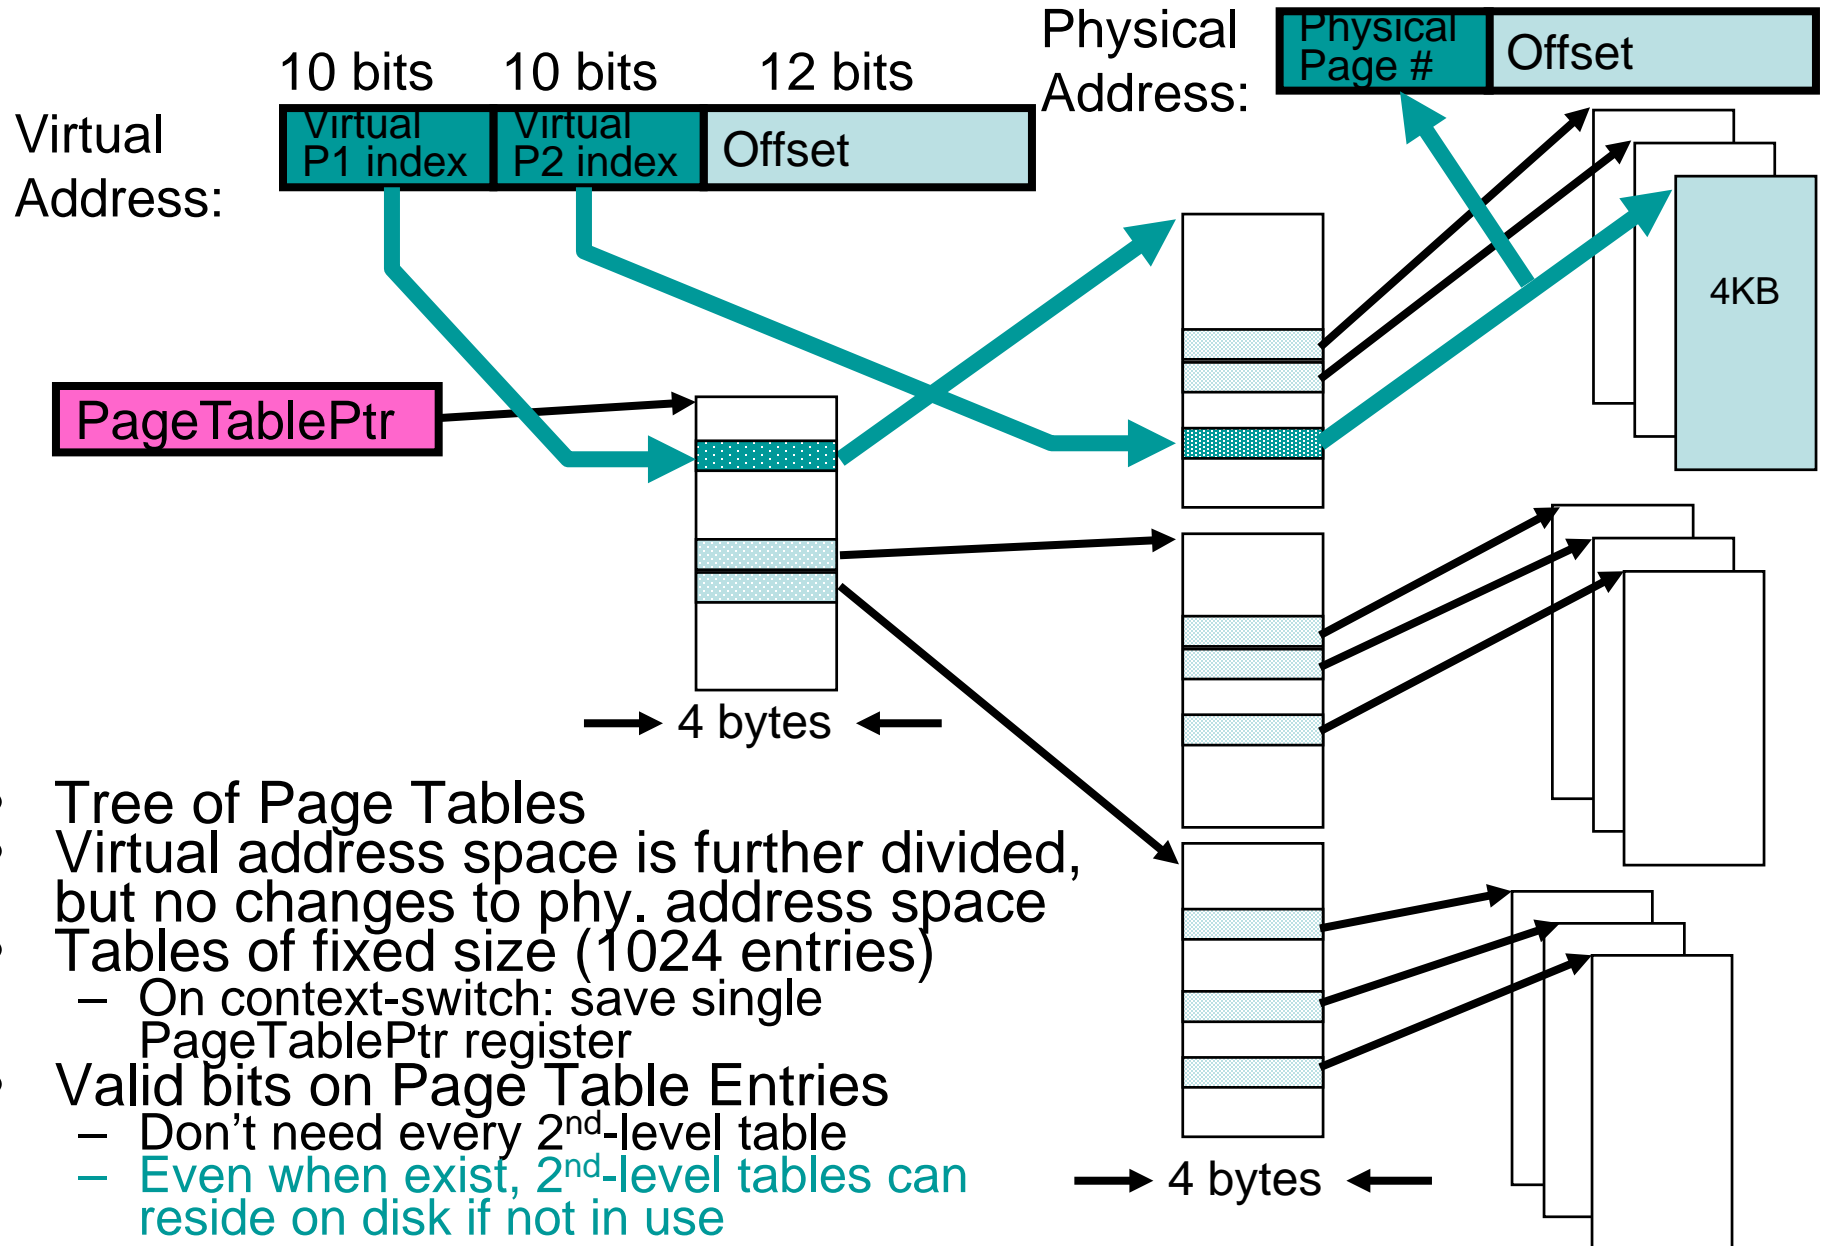 10 bits 10 bits 12 bits
Virtual
Address:
Virtual
P1 index
Virtual
P2 index
Offset
Physical
Address:
Physical
Page #
Offset
4KB
PageTablePtr
4 bytes
4 bytes
• Tree of Page Tables
• Virtual address space is further divided,
but no changes to phy. address space
• Tables of fixed size (1024 entries)
– On context-switch: save single
PageTablePtr register
• Valid bits on Page Table Entries
– Don’t need every 2nd-level table
– Even when exist, 2nd-level tables can
reside on disk if not in use